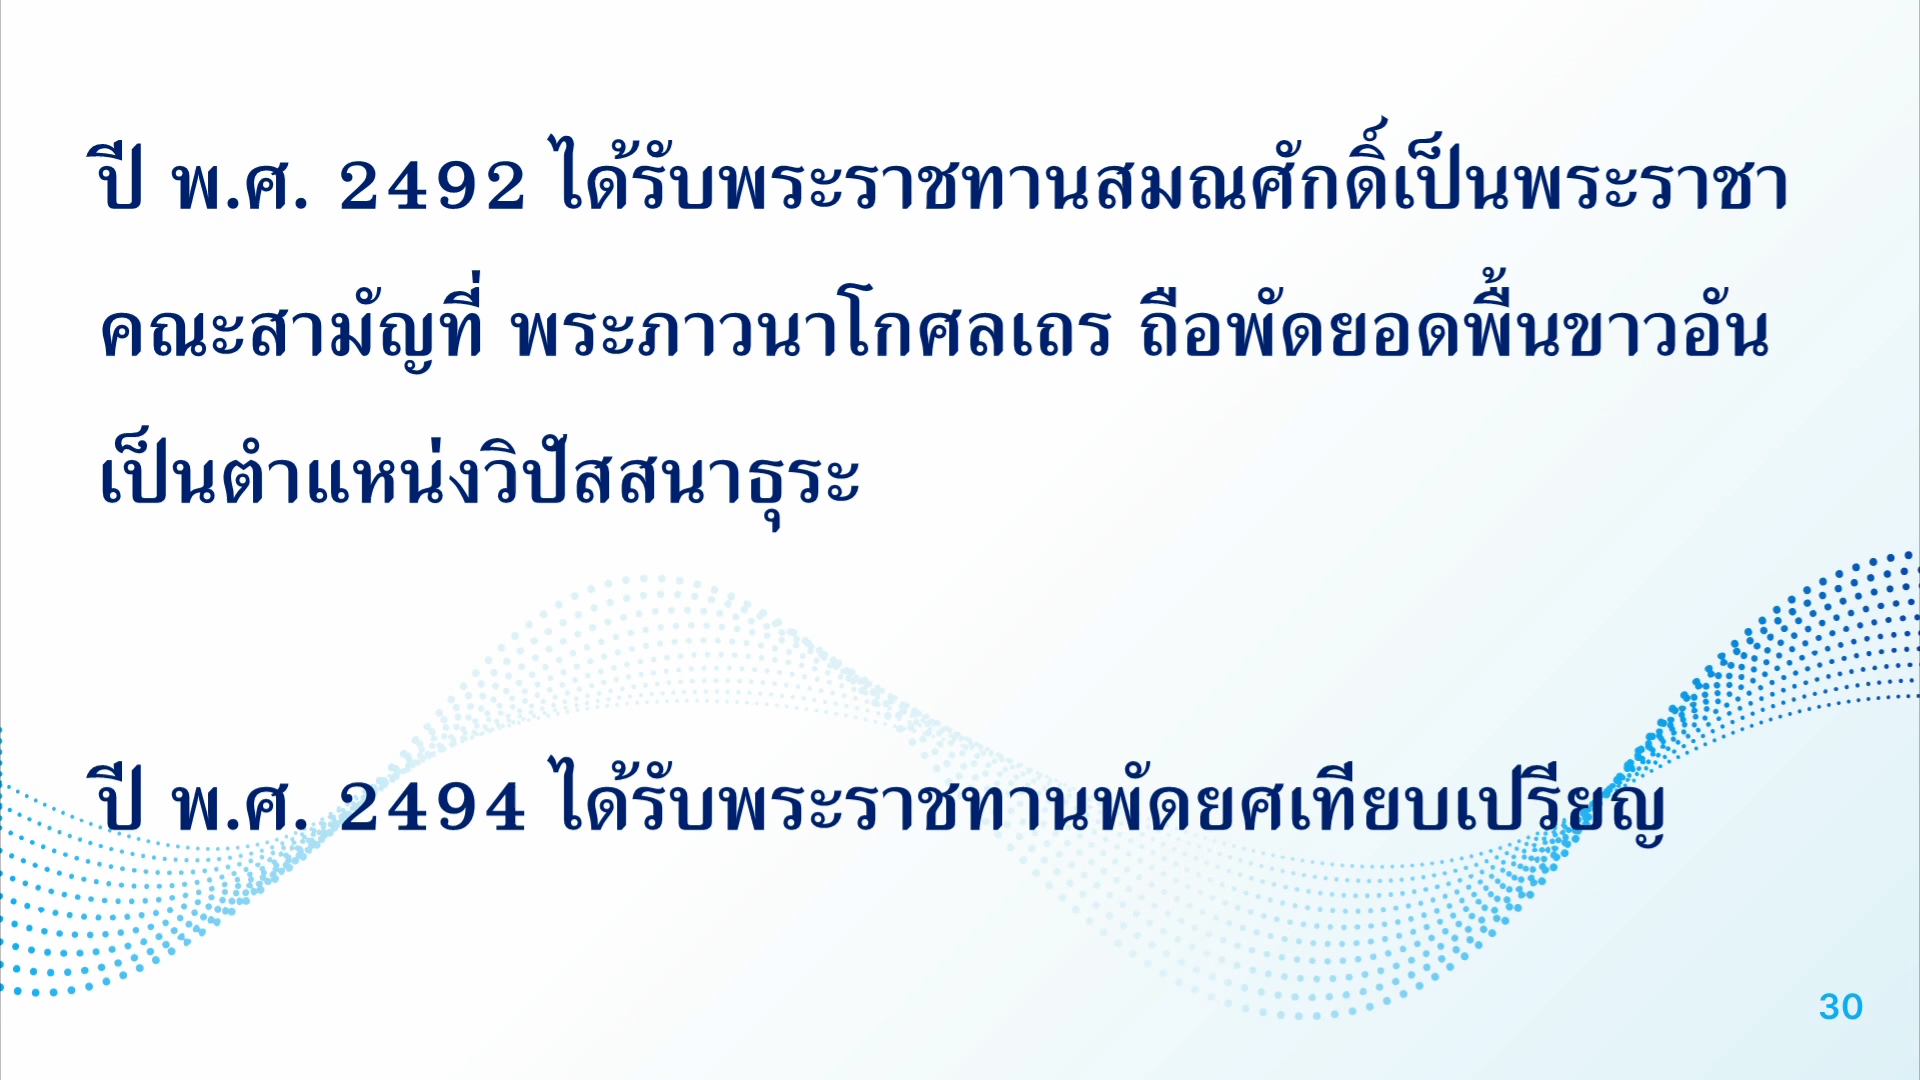 ปี พ.ศ. 2492 ได้รับพระราชทานสมณศักดิ์เป็นพระราชา
คณะสามัญที่ พระภาวนาโกศลเถร ถือพัดยอดพื้นขาวอัน
เป็นตำแหน่งวิปัสสนาธุระ
ปี พ.ศ. 2494 ได้รับพระราชทานพัดยศเทียบเปรียญ
30